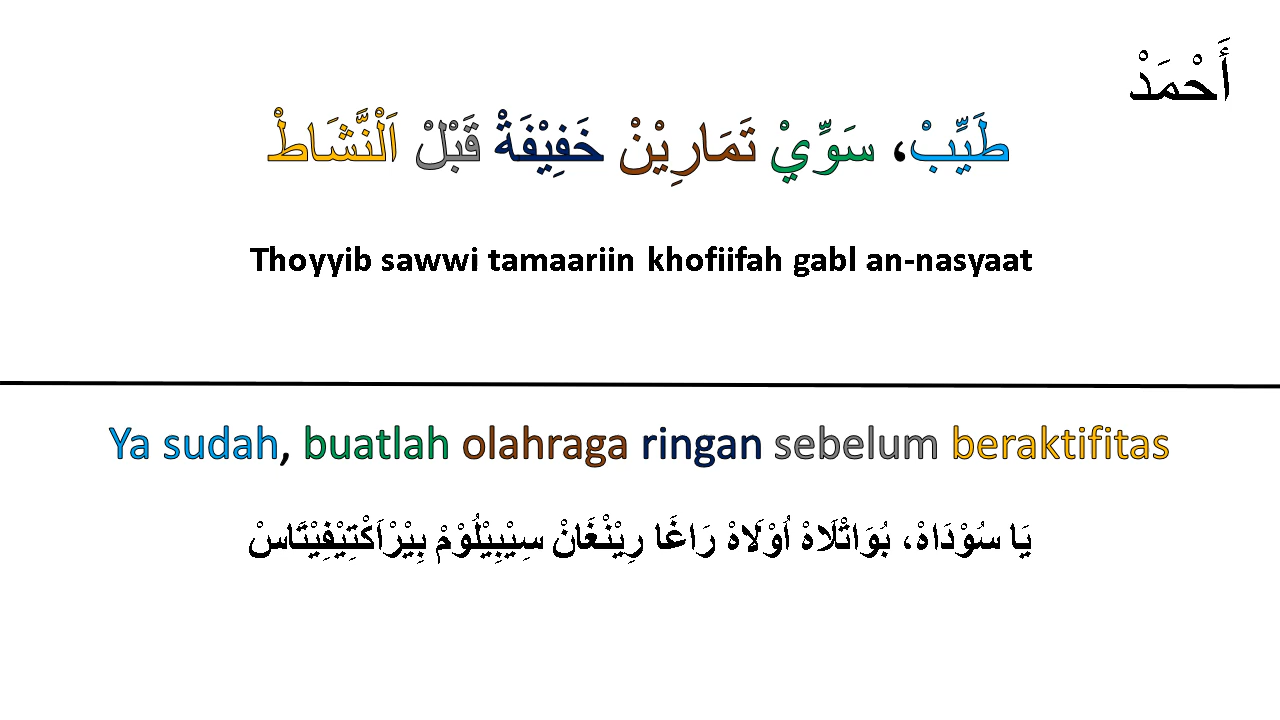 أَحْمَدْ
طَيِّبْ، سَوِّيْ تَمَارِيْنْ خَفِيْفَةْ قَبْلْ اَلْنَّشَاطْ
Thoyyib sawwi tamaariin khofiifah gabl an-nasyaat
Ya sudah, buatlah olahraga ringan sebelum beraktifitas
يَا سُوْدَاهْ، بُوَاتْلَاهْ اُوْلَاهْ رَاغَا رِيْنْغَانْ سِيْبِيْلُوْمْ بِيْرْاَكْتِيْفِيْتَاسْ